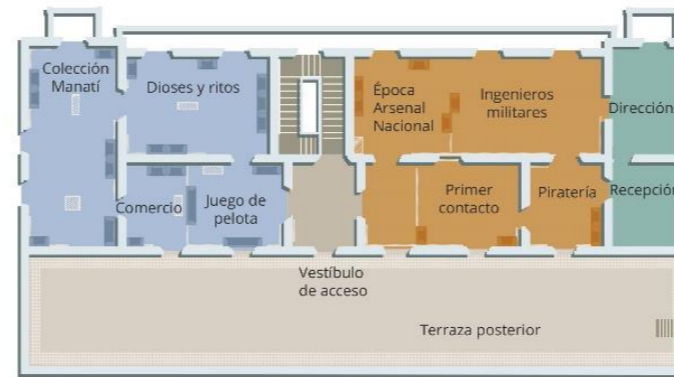 Colección
Manatí
Dioses y ritos
Época
Arsenal
Nacional
Ingenieros
militares
Dirección
Comercio
Juego de
pelota
Primer
contacto
Piratería
Recepción
Vestíbulo
de acceso
Terraza posterior